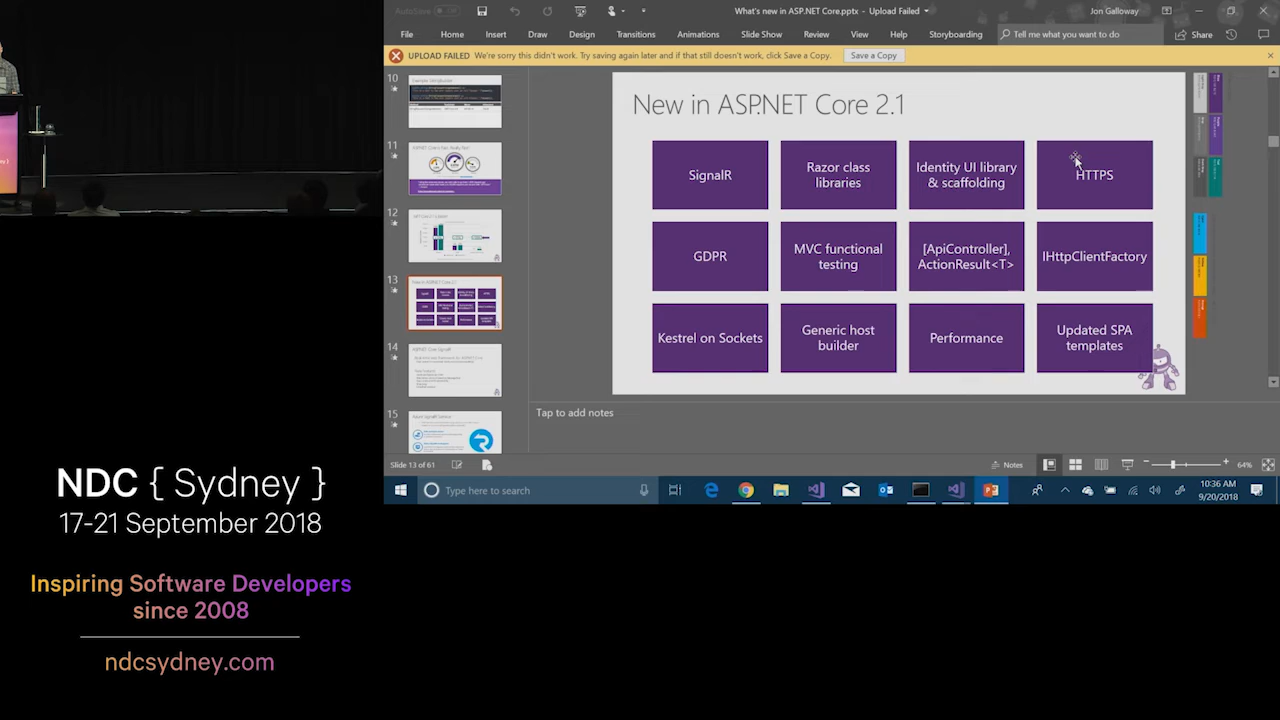 AutoSave
Off
What's new in ASP.NET Core.pptx - Upload Failed
Jon Galloway
File Home Insert Draw Design Transitions Animations Slide Show Review View Help Storyboarding Tell me what you want to do Share
UPLOAD FAILED We're sorry this didn't work. Try saving again later and if that still doesn't work, click Save a Copy. Save a Copy
10
11
12
13
14
15
New in ASP.NET Core 2.1
SignalR
Razor class
libraries
Identity UI library
& scaffolding
HTTPS
GDPR
MVC functional
testing
[ApiController],
ActionResult<T>
IHttpClientFactory
Kestrel on Sockets
Generic host
builder
Performance
Updated SPA
templates
Tap to add notes
Slide 13 of 61
Notes
64%
Type here to search
10:36 AM
9/20/2018
NDC { Sydney }
17-21 September 2018
Inspiring Software Developers
since 2008
ndcsydney.com